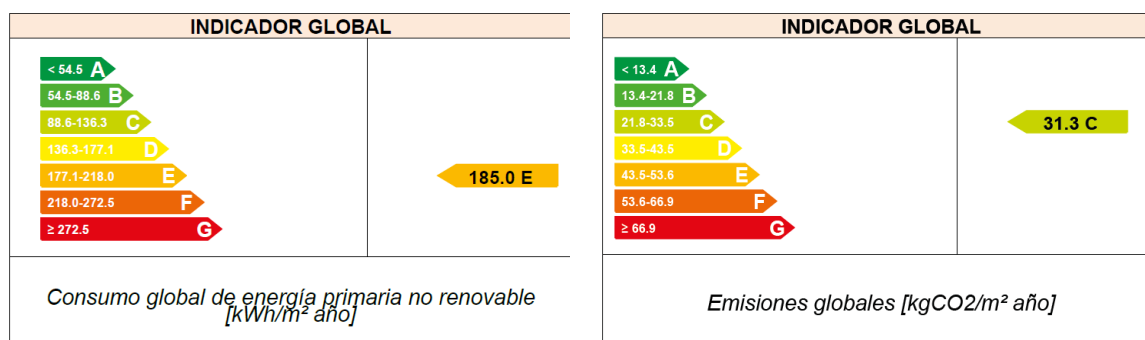 INDICADOR GLOBAL
< 54.5 A
54.5-88.6 B
88.6-136.3 C
136.3-177.1 D
177.1-218.0 E
218.0-272.5 F
≥ 272.5 G
185.0 E
Consumo global de energía primaria no renovable
[kWh/m² año]
INDICADOR GLOBAL
< 13.4 A
13.4-21.8 B
21.8-33.5 C
33.5-43.5 D
43.5-53.6 E
53.6-66.9 F
≥ 66.9 G
31.3 C
Emisiones globales [kgCO2/m² año]